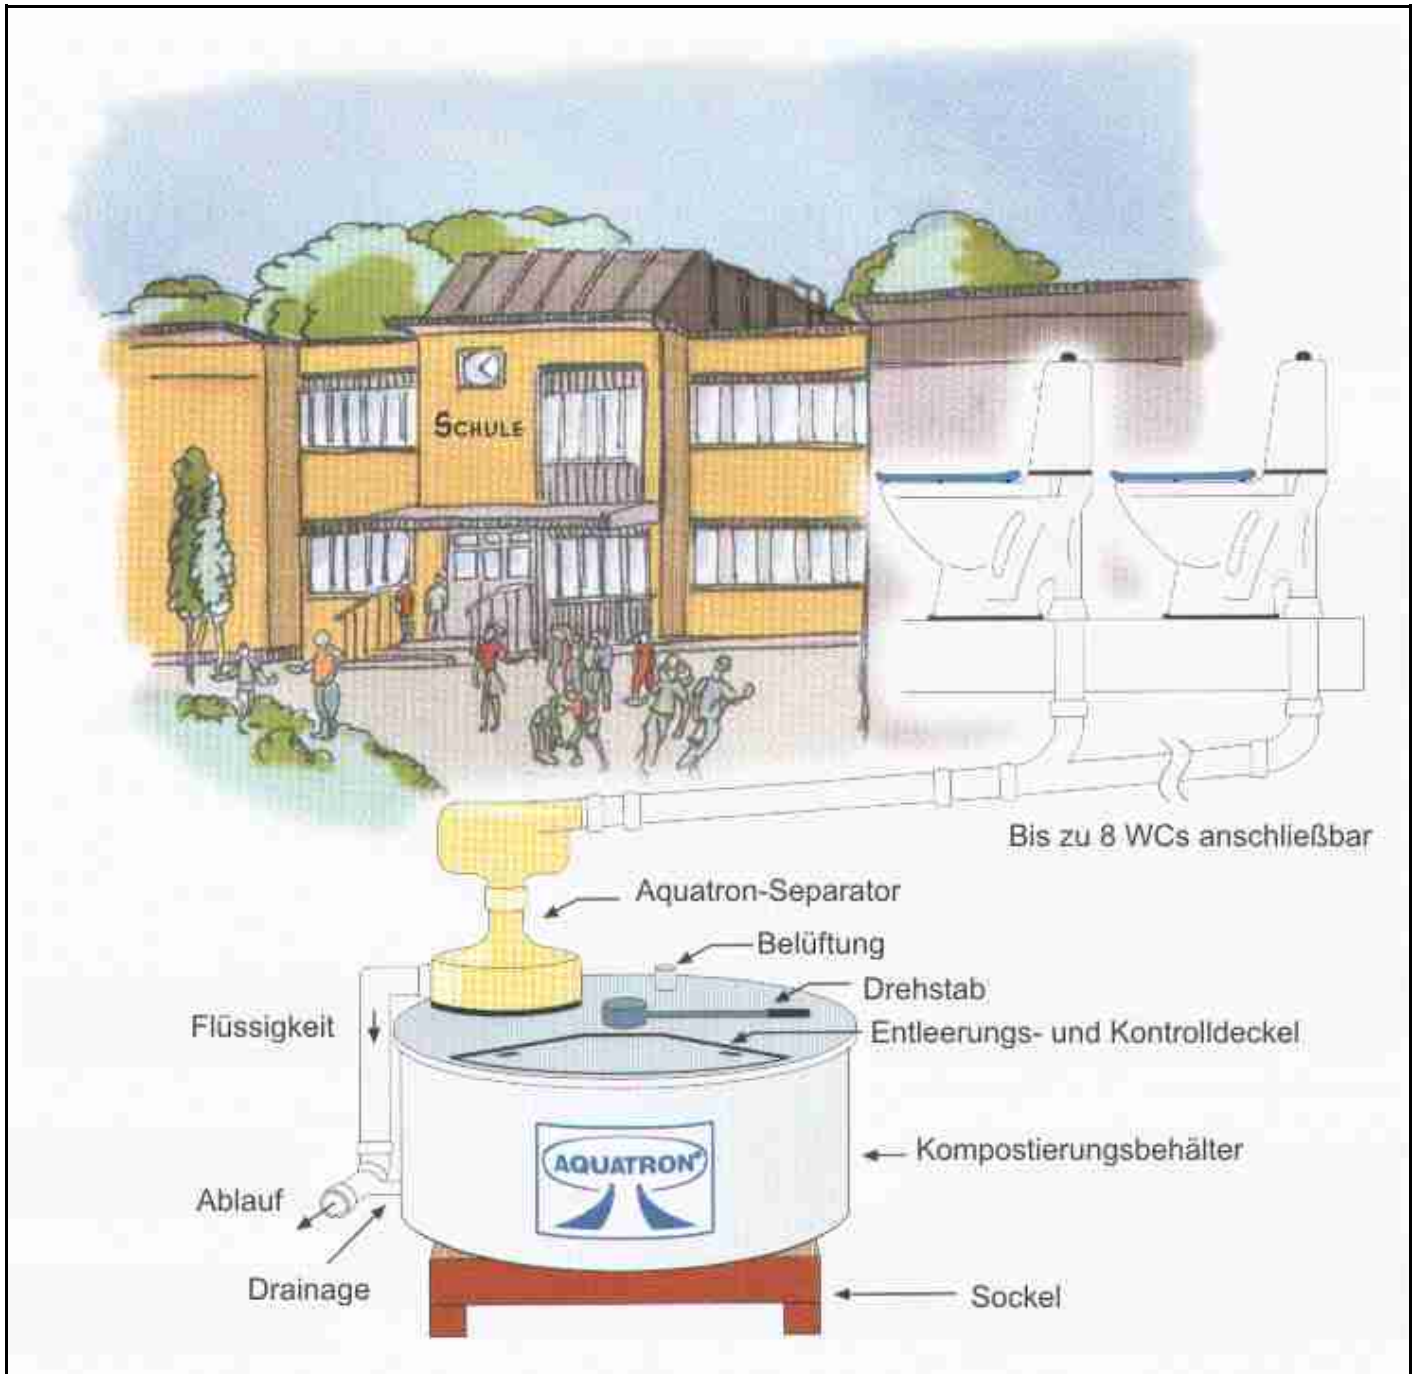 SCHULE
Bis zu 8 WCs anschließbar
Aquatron-Separator
Belüftung
Drehstab
Flüssigkeit
Entleerungs- und Kontrolldeckel
AQUATRON®
Kompostierungsbehälter
Ablauf
Drainage
Sockel